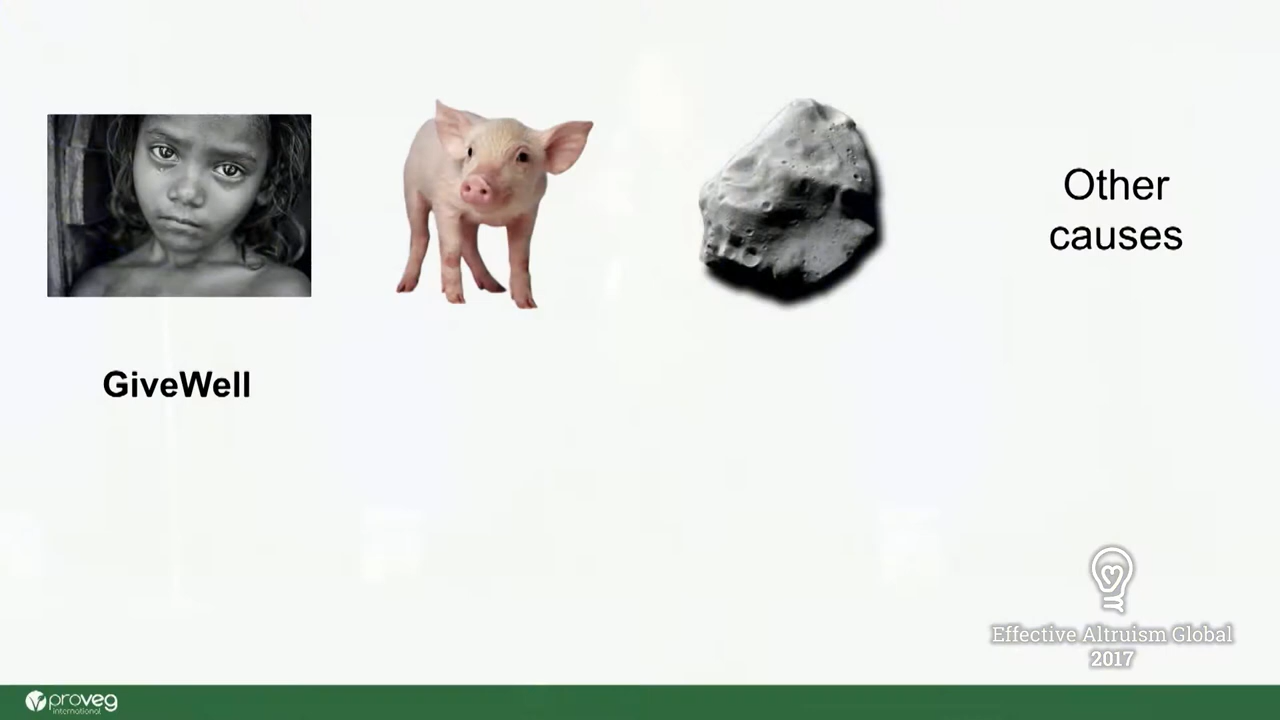 Other
causes
GiveWell
Effective Altruism Global
2017
proveg
international